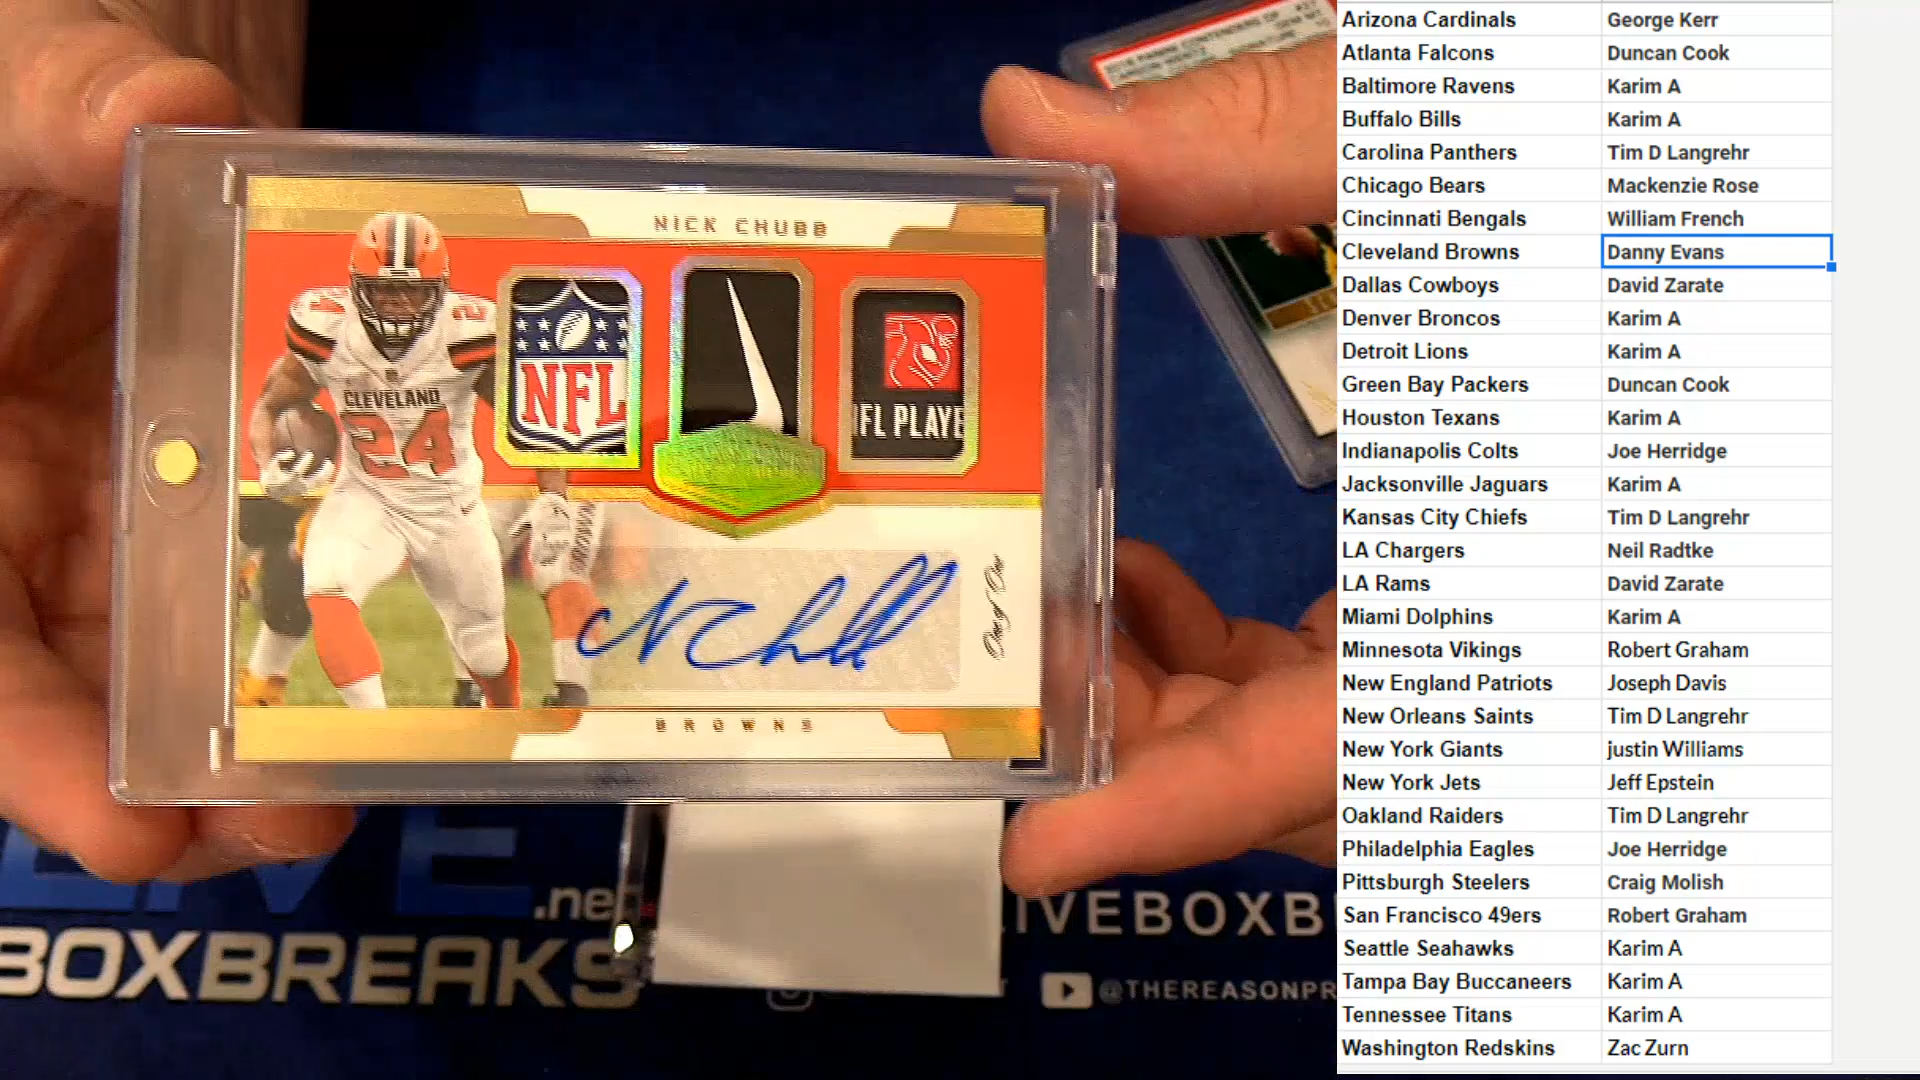 NICK CHUBB
NFL
FL PLAYE
24
CLEVELAND
24
BROWNS
One of One
.ne
BOXBREAKS
IVEBOXB
@THEREASONPR
Arizona Cardinals George Kerr
Atlanta Falcons Duncan Cook
Baltimore Ravens Karim A
Buffalo Bills Karim A
Carolina Panthers Tim D Langrehr
Chicago Bears Mackenzie Rose
Cincinnati Bengals William French
Cleveland Browns Danny Evans
Dallas Cowboys David Zarate
Denver Broncos Karim A
Detroit Lions Karim A
Green Bay Packers Duncan Cook
Houston Texans Karim A
Indianapolis Colts Joe Herridge
Jacksonville Jaguars Karim A
Kansas City Chiefs Tim D Langrehr
LA Chargers Neil Radtke
LA Rams David Zarate
Miami Dolphins Karim A
Minnesota Vikings Robert Graham
New England Patriots Joseph Davis
New Orleans Saints Tim D Langrehr
New York Giants justin Williams
New York Jets Jeff Epstein
Oakland Raiders Tim D Langrehr
Philadelphia Eagles Joe Herridge
Pittsburgh Steelers Craig Molish
San Francisco 49ers Robert Graham
Seattle Seahawks Karim A
Tampa Bay Buccaneers Karim A
Tennessee Titans Karim A
Washington Redskins Zac Zurn